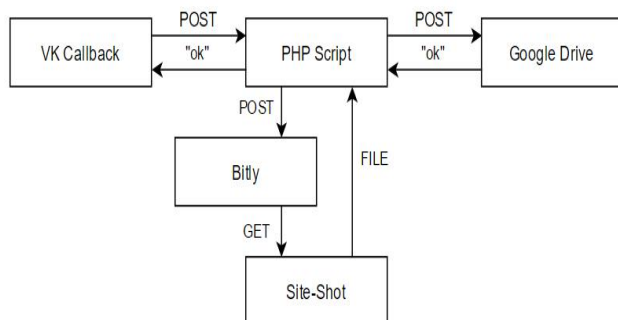 POST
POST
VK Callback
"ok"
PHP Script
"ok"
Google Drive
POST
FILE
Bitly
GET
Site-Shot